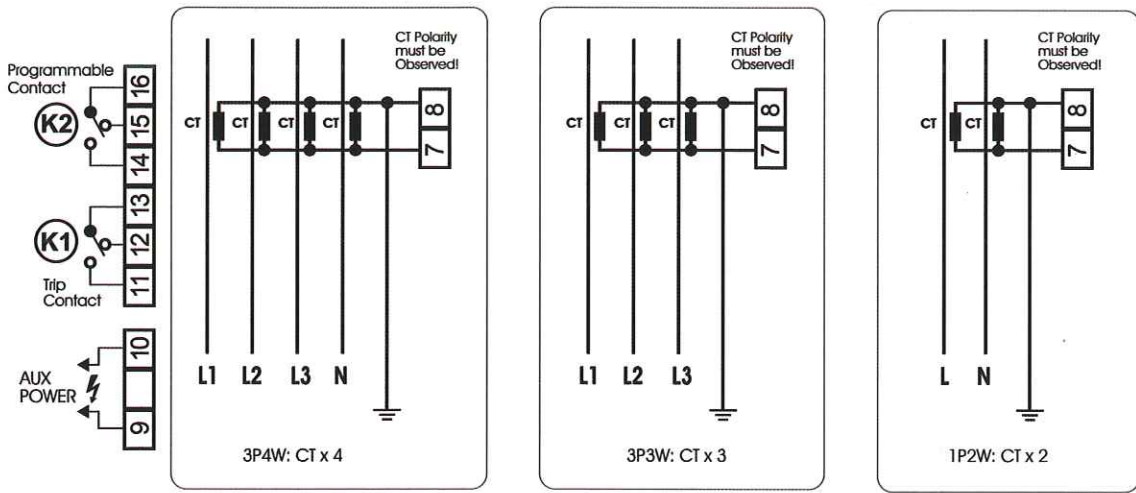 Programmable
Contact
K2
16
15
14
K1
13
12
11
Trip
Contact
AUX
POWER
10
9
CT Polarity
must be
Observed!
CT
CT
CT
CT
8
7
L1
L2
L3
N
3P4W: CT x 4
CT Polarity
must be
Observed!
CT
CT
CT
8
7
L1
L2
L3
3P3W: CT x 3
CT Polarity
must be
Observed!
CT
CT
8
7
L
N
1P2W: CT x 2